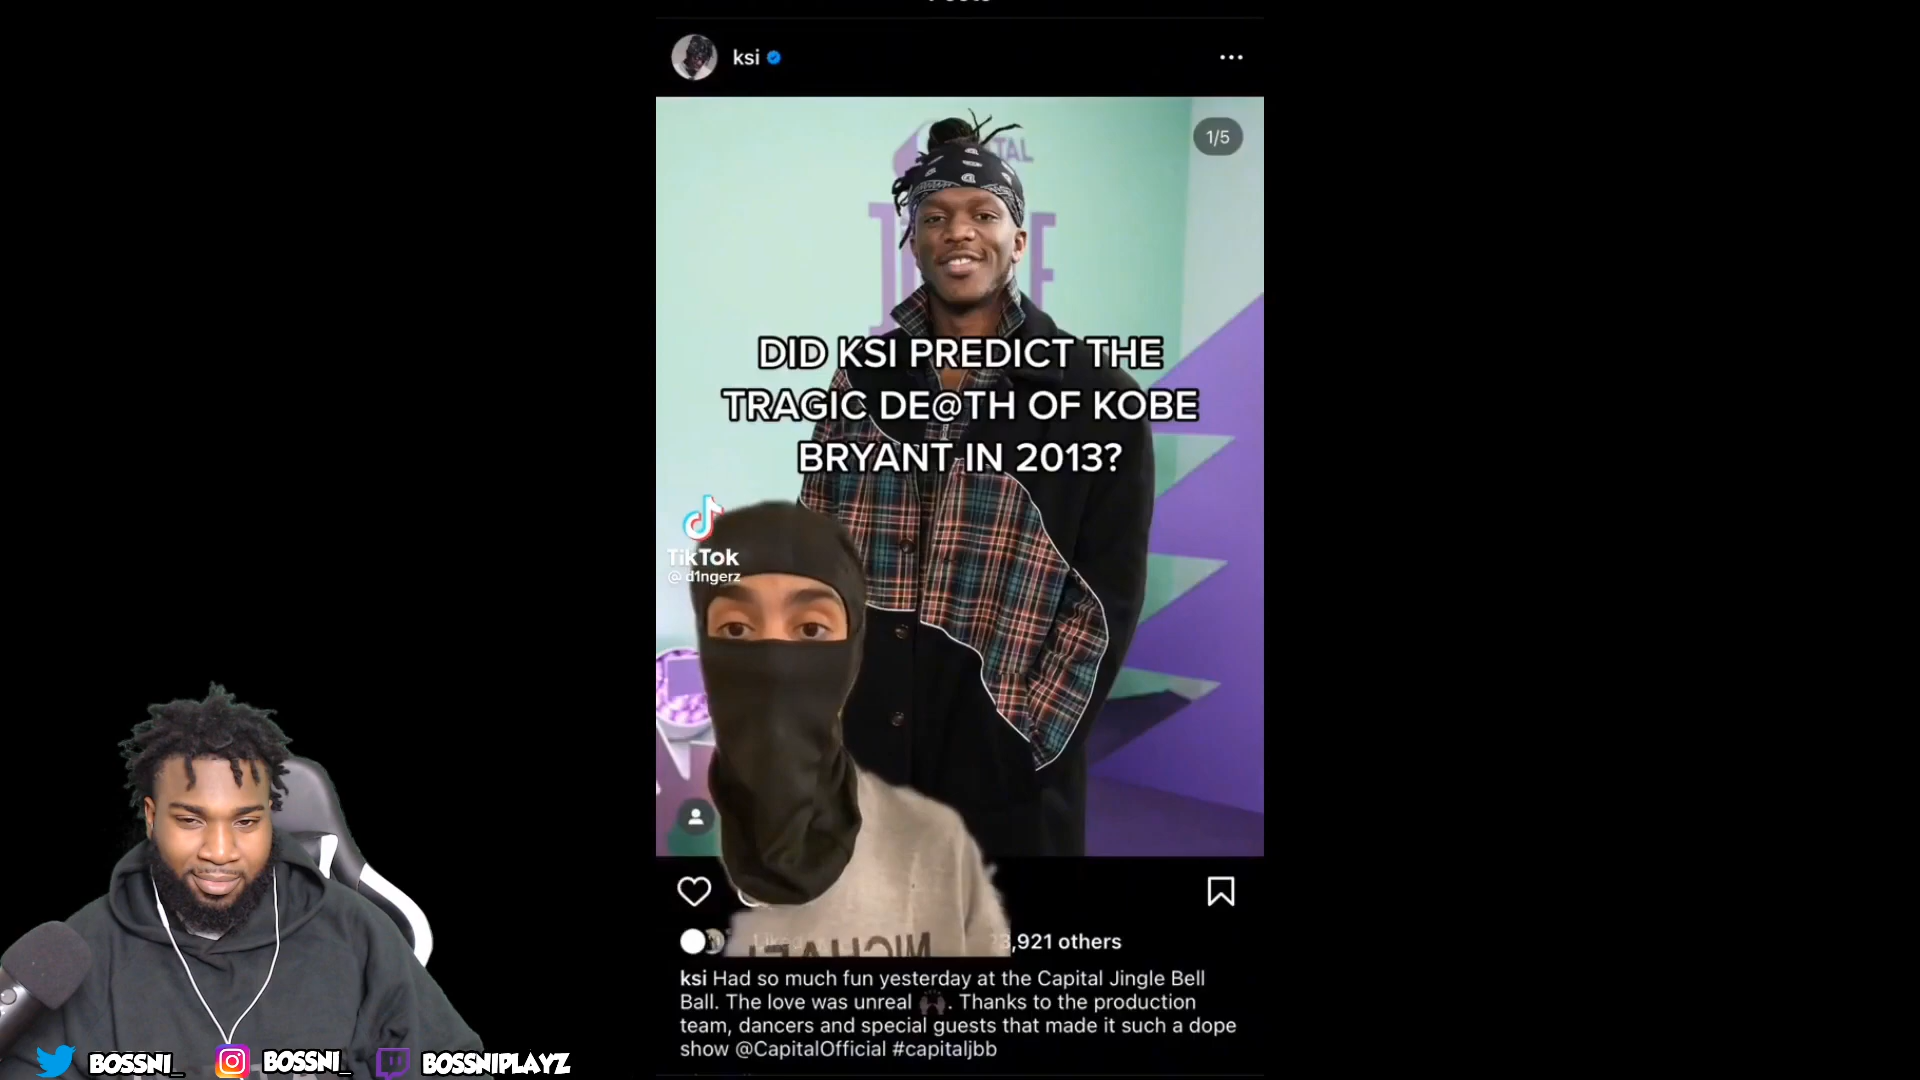 ksi
1/5
TAL
DID KSI PREDICT THE
TRAGIC DE@TH OF KOBE
BRYANT IN 2013?
TikTok
@ d1ngerz
3,921 others
ksi Had so much fun yesterday at the Capital Jingle Bell
Ball. The love was unreal 🙌🏿. Thanks to the production
team, dancers and special guests that made it such a dope
show @CapitalOfficial #capitaljbb
BOSSNI_
BOSSNI_
BOSSNIPLAYZ